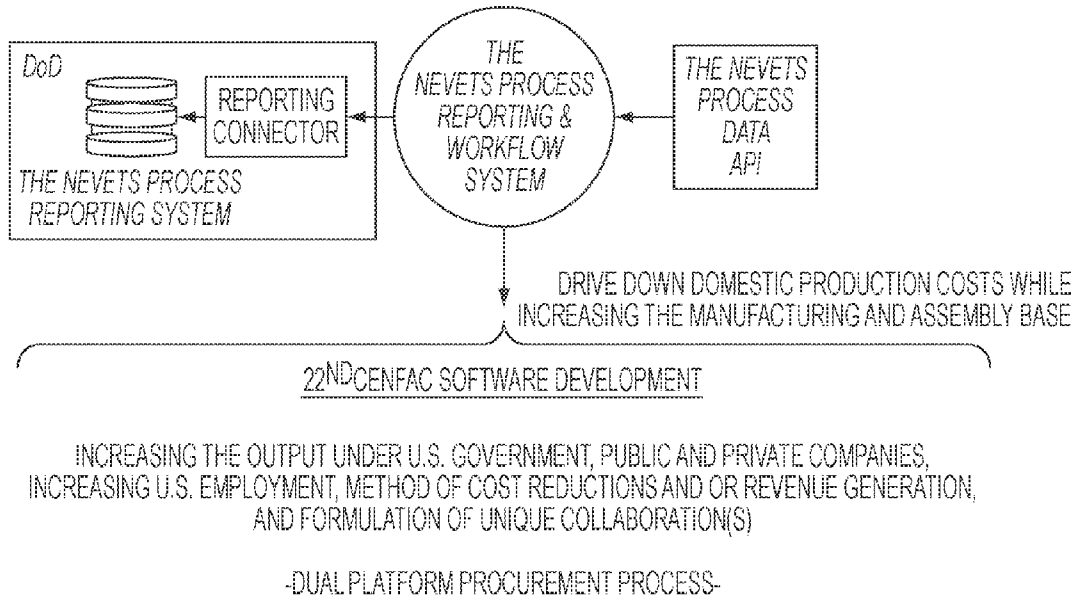 DoD
REPORTING
CONNECTOR
THE NEVETS PROCESS
REPORTING SYSTEM
THE
NEVETS PROCESS
REPORTING &
WORKFLOW
SYSTEM
THE NEVETS
PROCESS
DATA
API
DRIVE DOWN DOMESTIC PRODUCTION COSTS WHILE
INCREASING THE MANUFACTURING AND ASSEMBLY BASE
22NDCENFAC SOFTWARE DEVELOPMENT
INCREASING THE OUTPUT UNDER U.S. GOVERNMENT, PUBLIC AND PRIVATE COMPANIES,
INCREASING U.S. EMPLOYMENT, METHOD OF COST REDUCTIONS AND OR REVENUE GENERATION,
AND FORMULATION OF UNIQUE COLLABORATION(S)
-DUAL PLATFORM PROCUREMENT PROCESS-